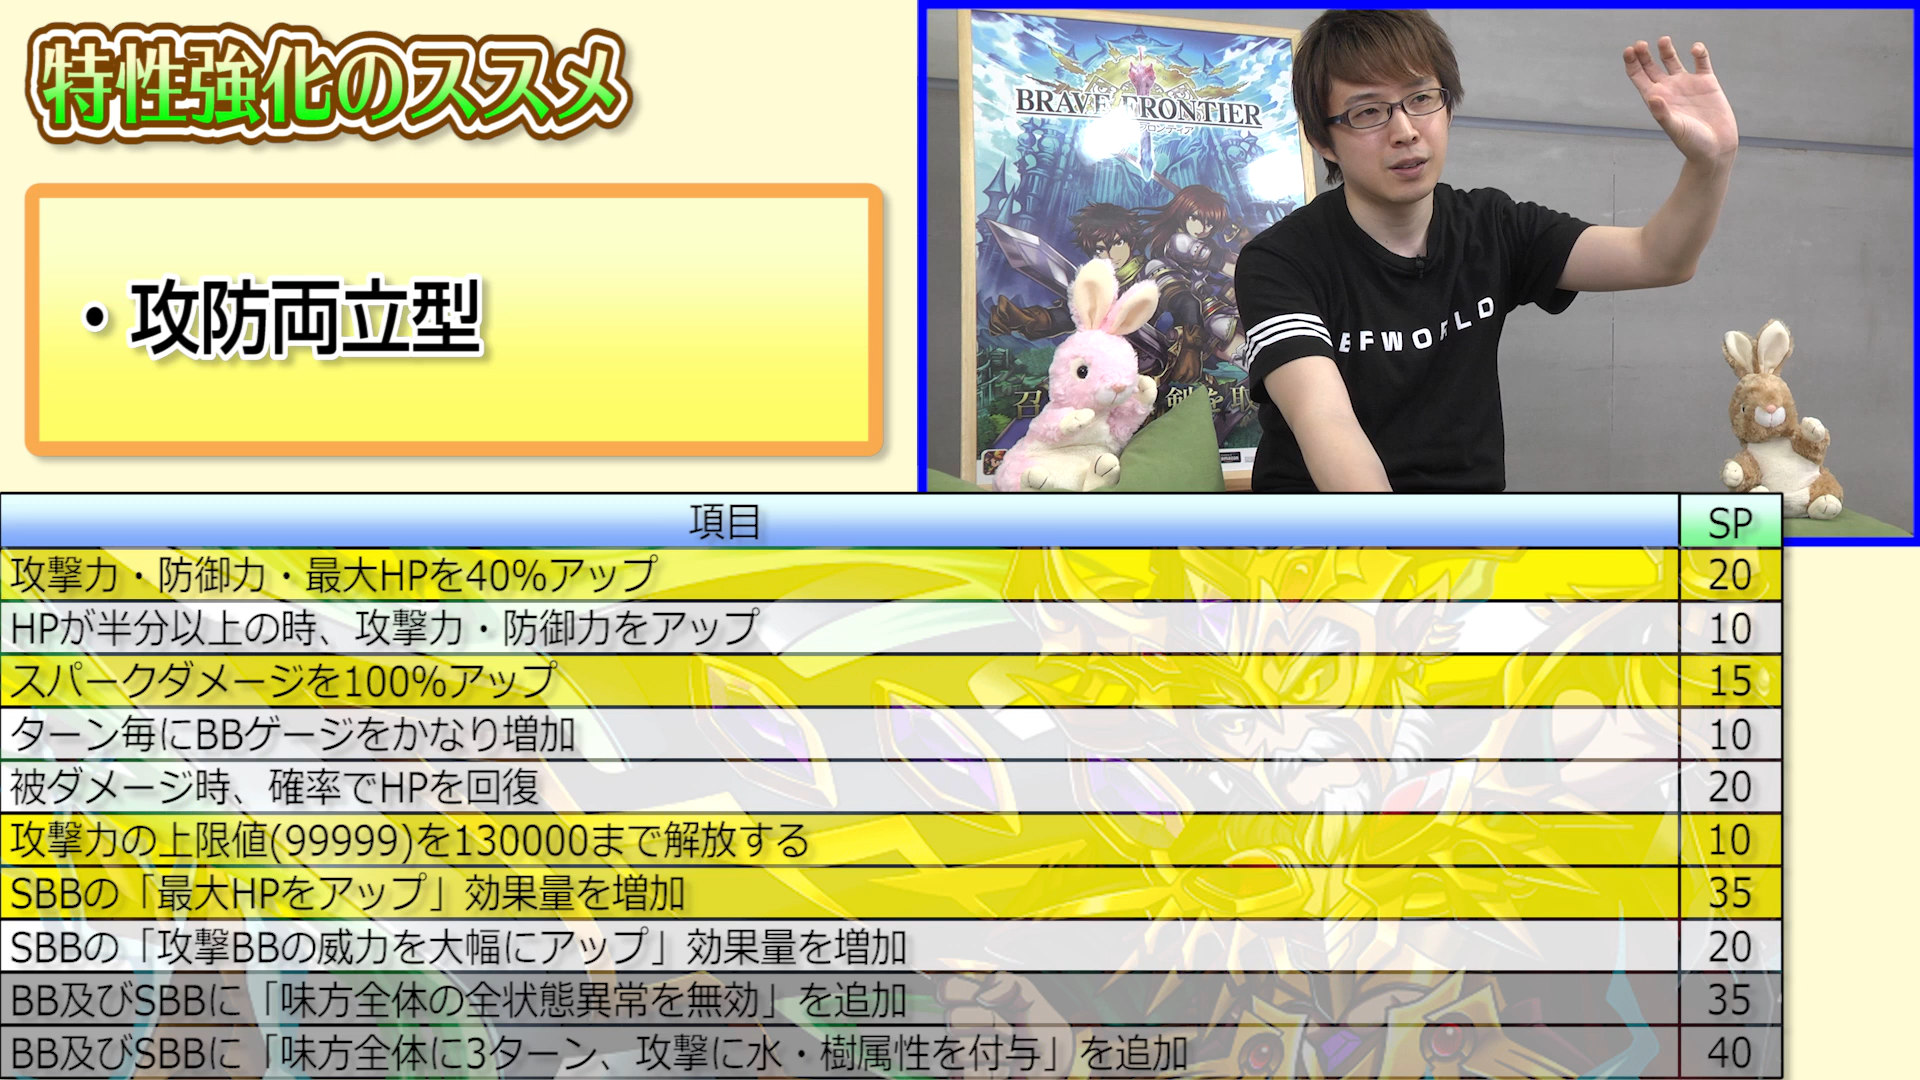 特性強化のススメ
・攻防両立型
BRAVE FRONTIER
EFWORLD
項目 SP
攻撃力・防御力・最大HPを40%アップ 20
HPが半分以上の時、攻撃力・防御力をアップ 10
スパークダメージを100%アップ 15
ターン毎にBBゲージをかなり増加 10
被ダメージ時、確率でHPを回復 20
攻撃力の上限値(99999)を130000まで解放する 10
SBBの「最大HPをアップ」効果量を増加 35
SBBの「攻撃BBの威力を大幅にアップ」効果量を増加 20
BB及びSBBに「味方全体の全状態異常を無効」を追加 35
BB及びSBBに「味方全体に3ターン、攻撃に水・樹属性を付与」を追加 40